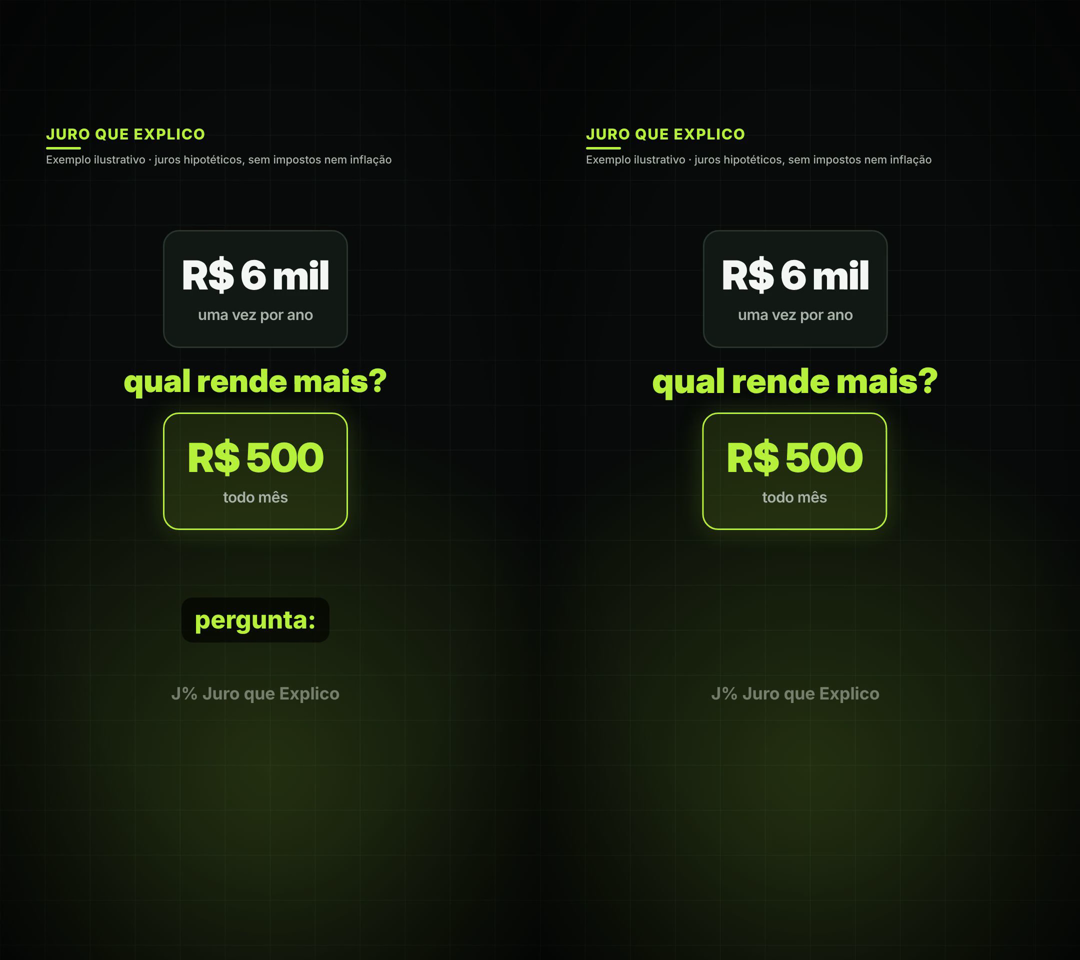 JURO QUE EXPLICO
Exemplo ilustrativo · juros hipotéticos, sem impostos nem inflação
R$ 6 mil
uma vez por ano
qual rende mais?
R$ 500
todo mês
pergunta:
J% Juro que Explico
JURO QUE EXPLICO
Exemplo ilustrativo · juros hipotéticos, sem impostos nem inflação
R$ 6 mil
uma vez por ano
qual rende mais?
R$ 500
todo mês
J% Juro que Explico